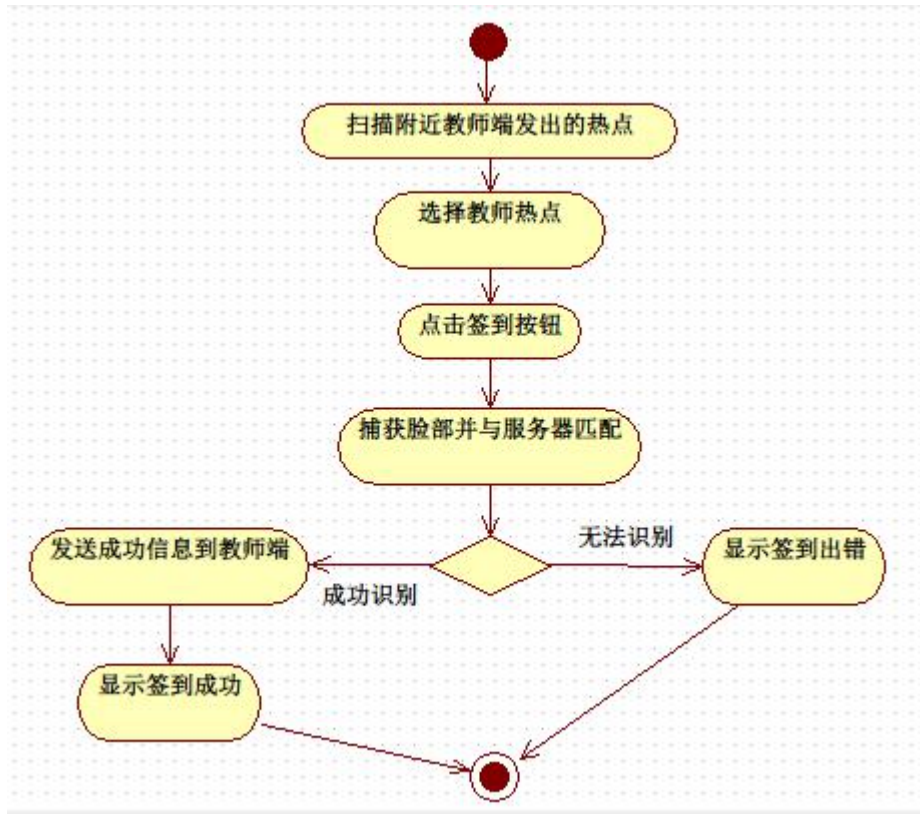 扫描附近教师端发出的热点
选择教师热点
点击签到按钮
捕获脸部并与服务器匹配
无法识别
发送成功信息到教师端
显示签到出错
成功识别
显示签到成功